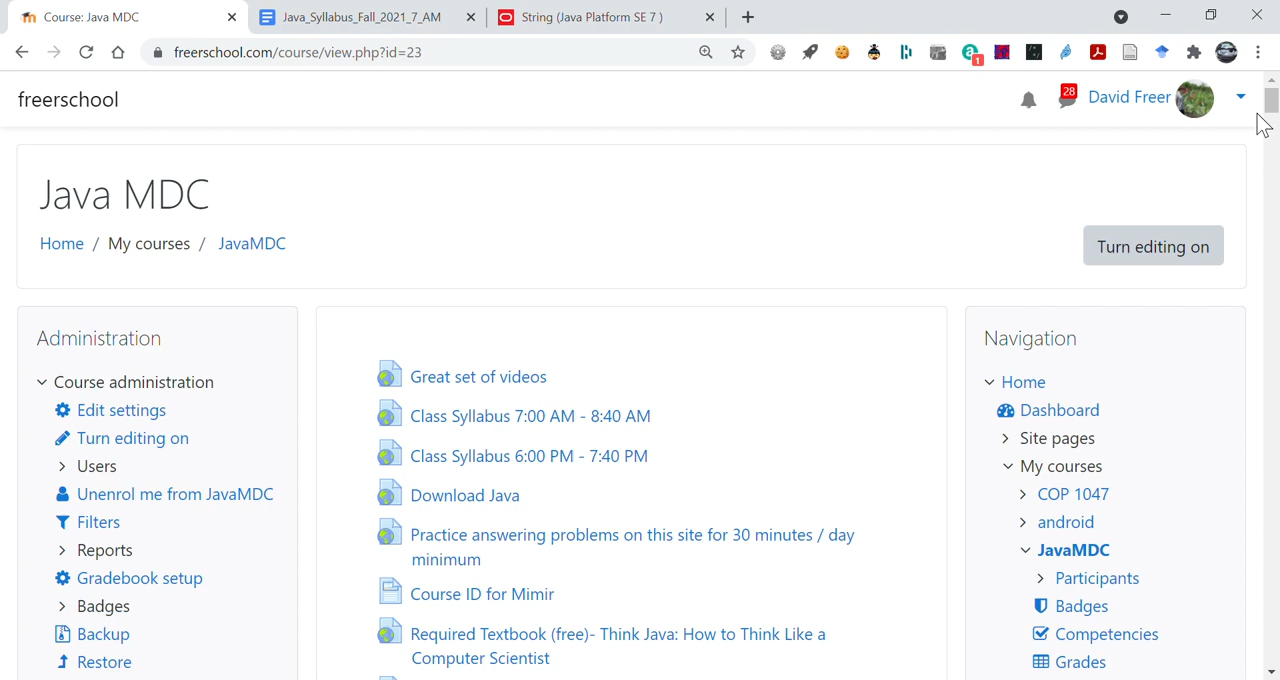 Course: Java MDC
Java_Syllabus_Fall_2021_7_AM
String (Java Platform SE 7 )
freerschool.com/course/view.php?id=23
1
freerschool
28
David Freer
Java MDC
Home / My courses / JavaMDC
Turn editing on
Administration
Course administration
Edit settings
Turn editing on
Users
Unenrol me from JavaMDC
Filters
Reports
Gradebook setup
Badges
Backup
Restore
Great set of videos
Class Syllabus 7:00 AM - 8:40 AM
Class Syllabus 6:00 PM - 7:40 PM
Download Java
Practice answering problems on this site for 30 minutes / day
minimum
Course ID for Mimir
Required Textbook (free)- Think Java: How to Think Like a
Computer Scientist
Navigation
Home
Dashboard
Site pages
My courses
COP 1047
android
JavaMDC
Participants
Badges
Competencies
Grades